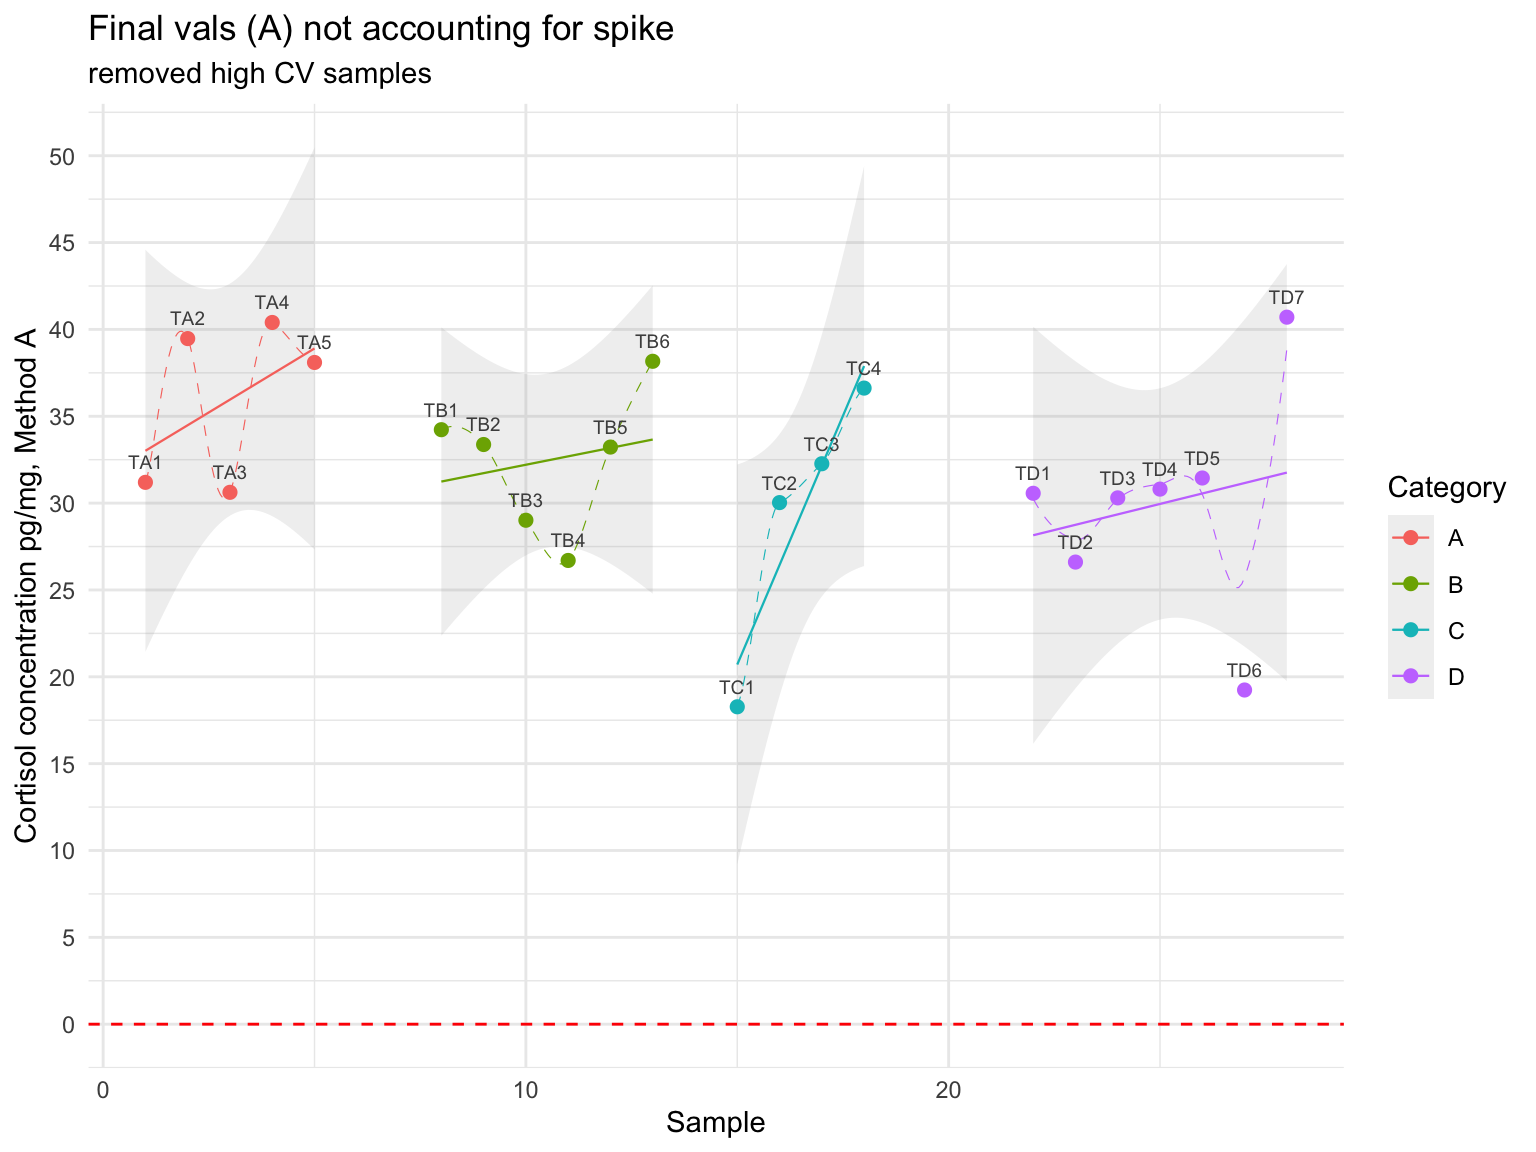 Final vals (A) not accounting for spike
removed high CV samples
Cortisol concentration pg/mg, Method A
50
45
40
35
30
25
20
15
10
5
0
TA1
TA2
TA3
TA4
TA5
TB1
TB2
TB3
TB4
TB5
TB6
TC1
TC2
TC3
TC4
TD1
TD2
TD3
TD4
TD5
TD6
TD7
0
10
20
Sample
Category
A
B
C
D